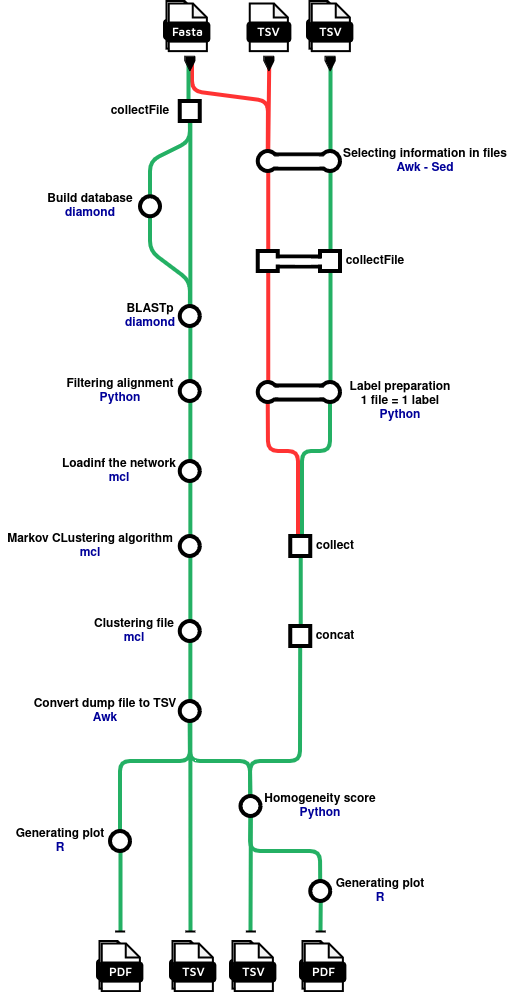 Fasta
TSV
TSV
collectFile
Selecting information in files
Awk - Sed
Build database
diamond
collectFile
BLASTp
diamond
Filtering alignment
Python
Label preparation
1 file = 1 label
Python
Loadinf the network
mcl
Markov CLustering algorithm
mcl
collect
Clustering file
mcl
concat
Convert dump file to TSV
Awk
Homogeneity score
Python
Generating plot
R
Generating plot
R
PDF
TSV
TSV
PDF